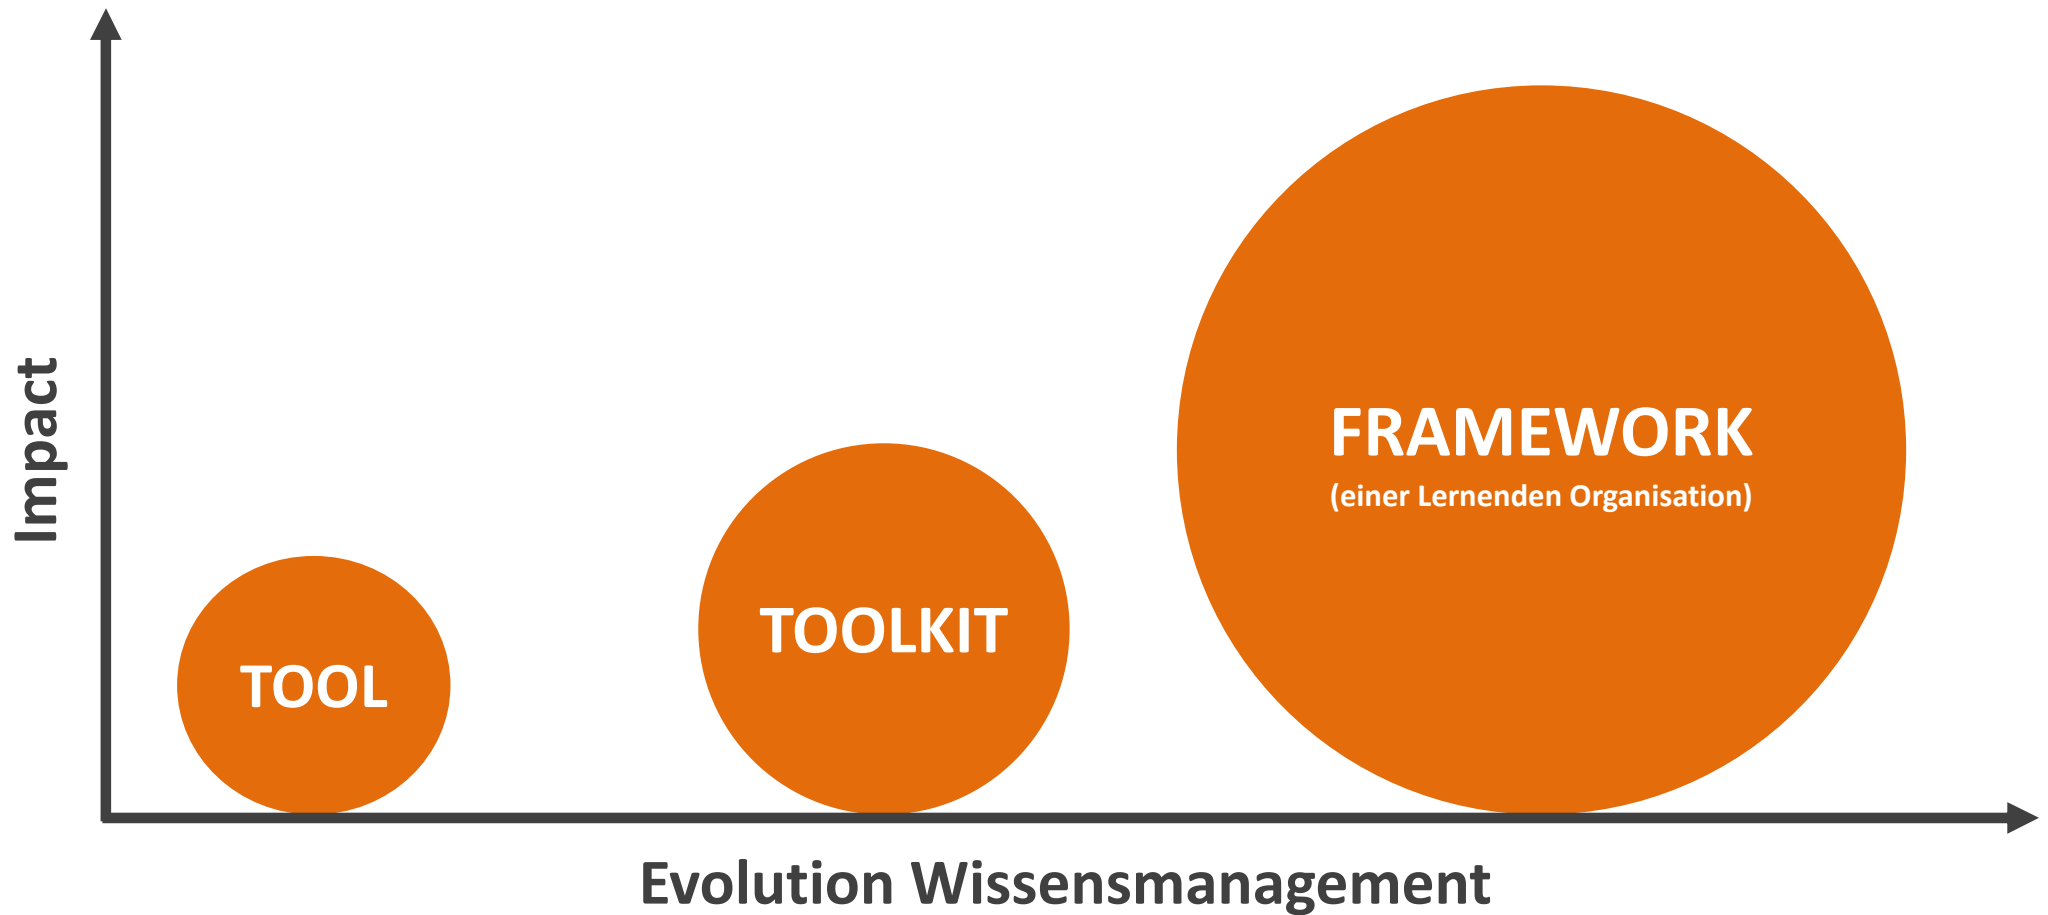 Impact
TOOL
TOOLKIT
FRAMEWORK
(einer Lernenden Organisation)
Evolution Wissensmanagement